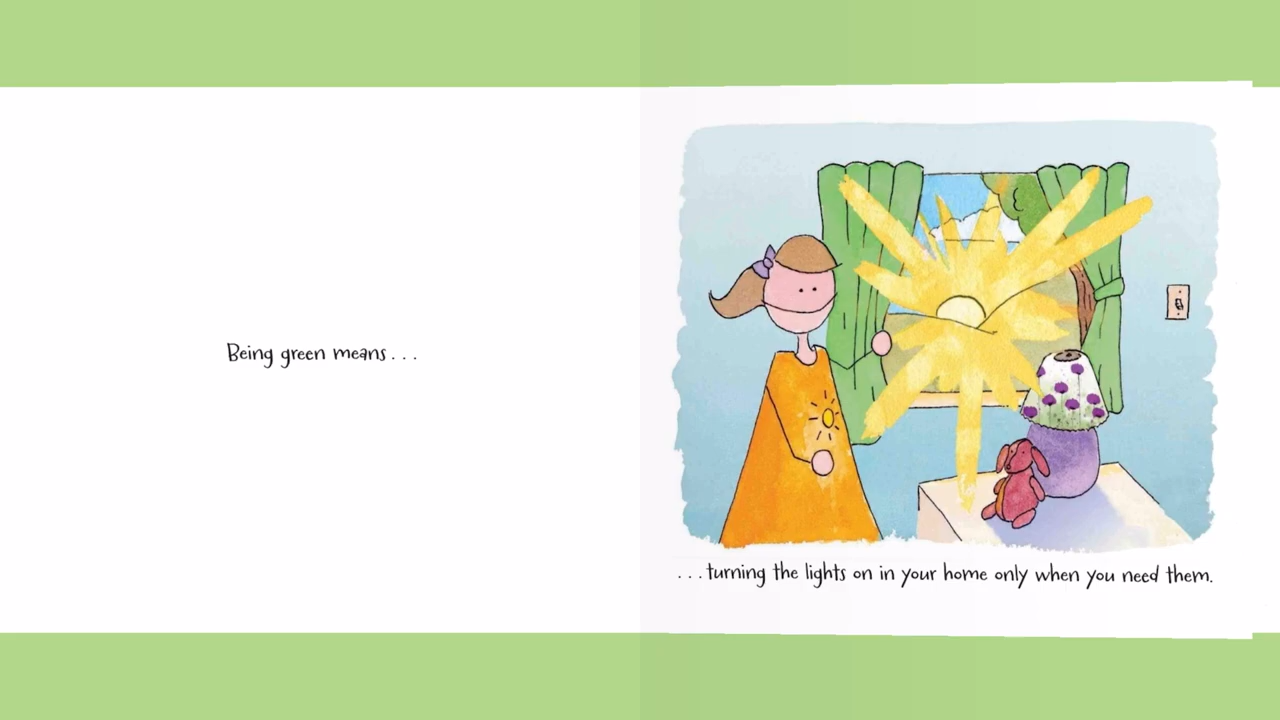 Being green means . . .
. . . turning the lights on in your home only when you need them.